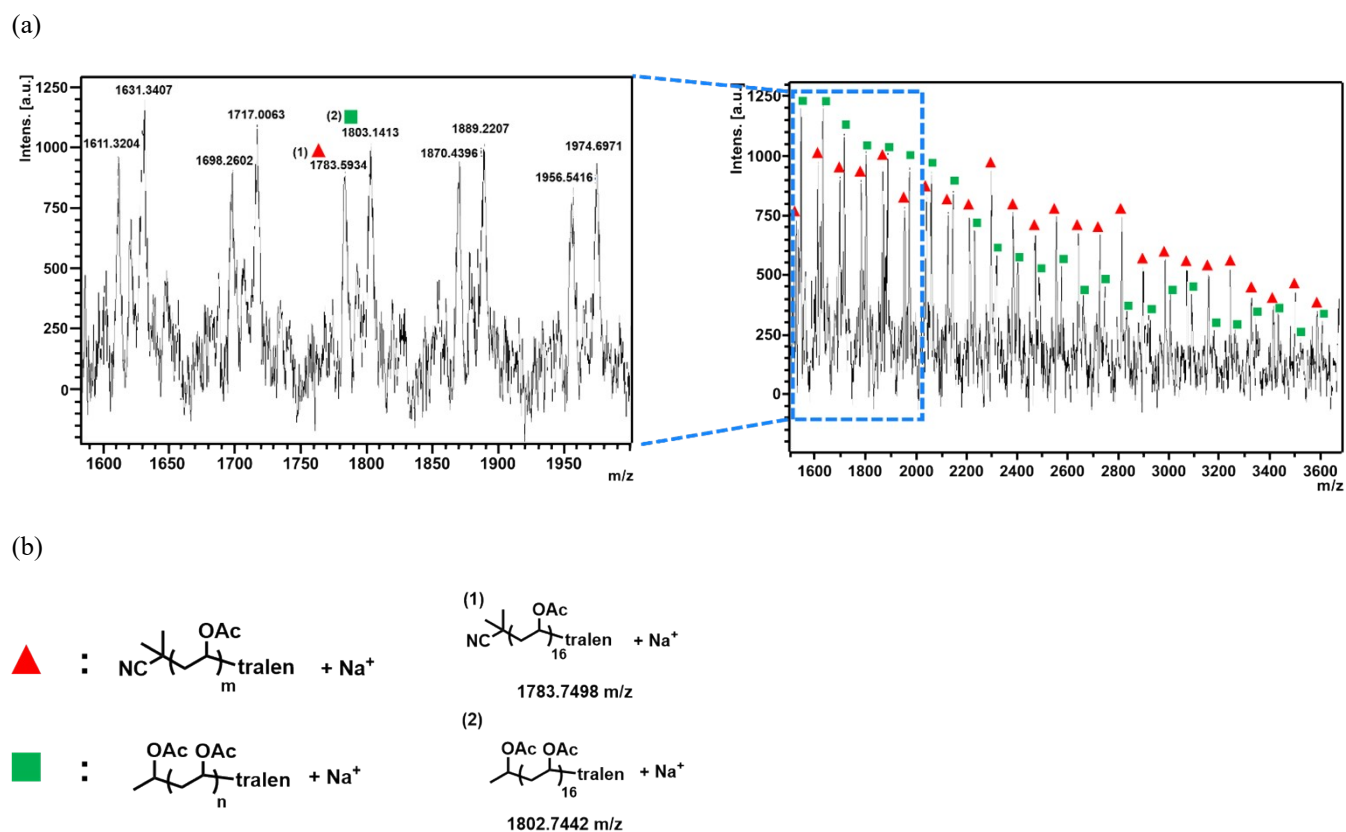 (a)
Intens. [a.u.]
1250
1000
750
500
250
0
1611.3204
1631.3407
1698.2602
1717.0063
(1)
1783.5934
(2)
1803.1413
1870.4396
1889.2207
1956.5416
1974.6971
1600 1650 1700 1750 1800 1850 1900 1950
m/z
Intens. [a.u.]
1250
1000
750
500
250
0
1600 1800 2000 2200 2400 2600 2800 3000 3200 3400 3600
m/z
(b)
:
OAc
NC
m
tralen
+ Na⁺
(1)
OAc
NC
16
tralen
+ Na⁺
1783.7498 m/z
:
OAc OAc
n
tralen
+ Na⁺
(2)
OAc OAc
16
tralen
+ Na⁺
1802.7442 m/z